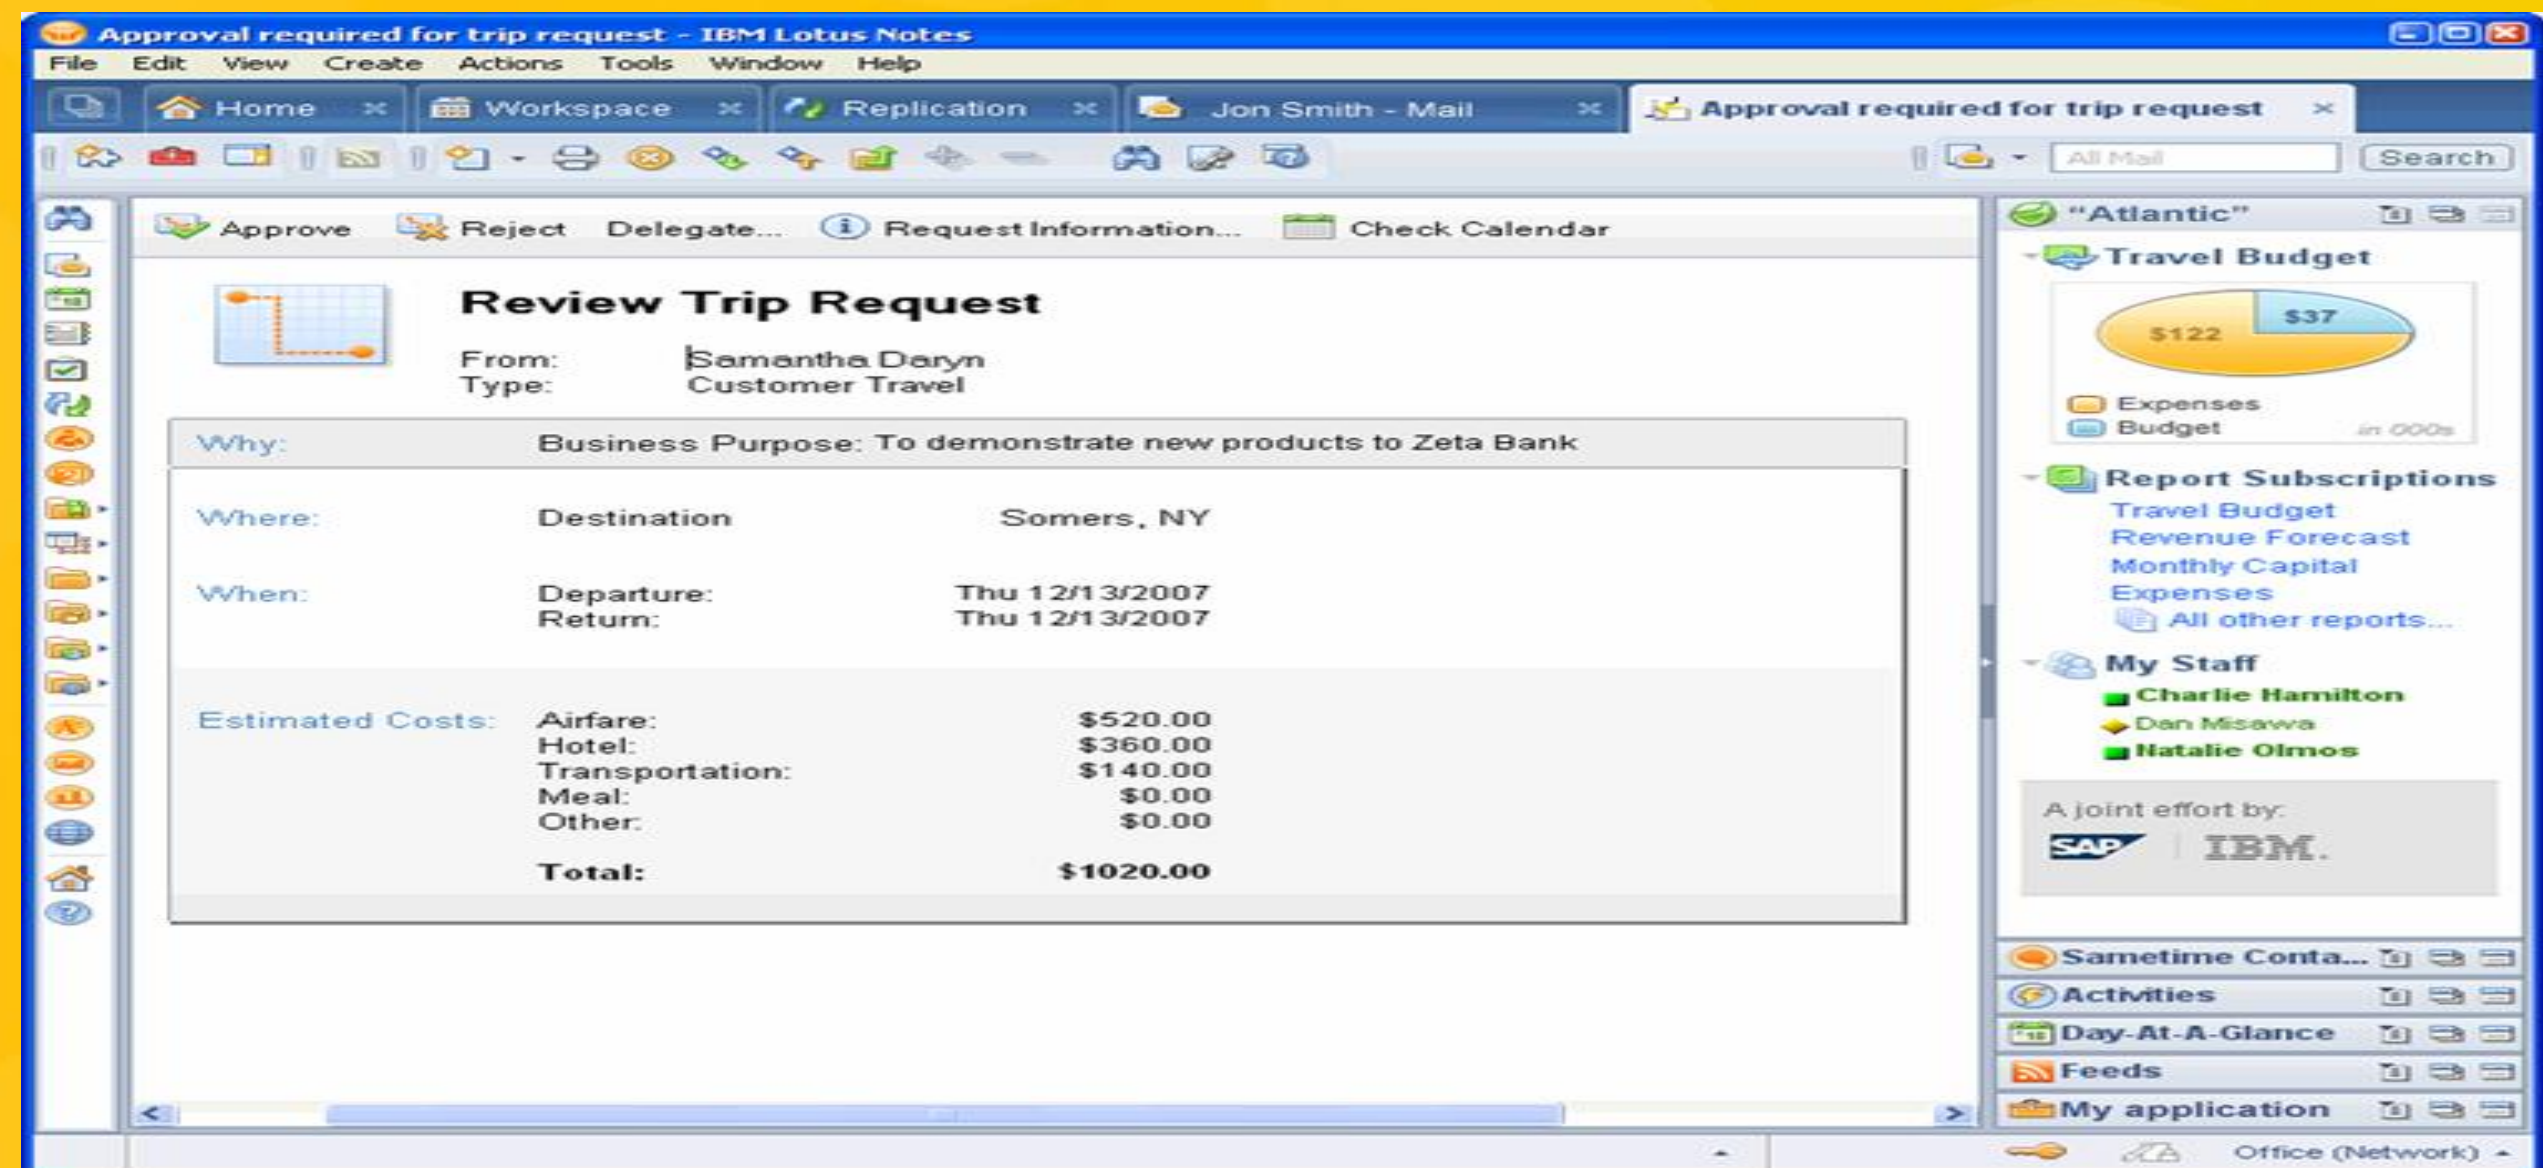 Approval required for trip request - IBM Lotus Notes
File Edit View Create Actions Tools Window Help
Home Workspace Replication Jon Smith - Mail Approval required for trip request
All Mail Search
Approve Reject Delegate... Request Information... Check Calendar
Review Trip Request
From: Samantha Daryn
Type: Customer Travel
Why: Business Purpose: To demonstrate new products to Zeta Bank
Where: Destination Somers, NY
When: Departure: Thu 12/13/2007
Return: Thu 12/13/2007
Estimated Costs: Airfare: $520.00
Hotel: $360.00
Transportation: $140.00
Meal: $0.00
Other: $0.00
Total: $1020.00
"Atlantic"
Travel Budget
$37
$122
Expenses
Budget in 000s
Report Subscriptions
Travel Budget
Revenue Forecast
Monthly Capital
Expenses
All other reports...
My Staff
Charlie Hamilton
Dan Misawa
Natalie Olmos
A joint effort by:
SAP IBM.
Sametime Conta...
Activities
Day-At-A-Glance
Feeds
My application
Office (Network)